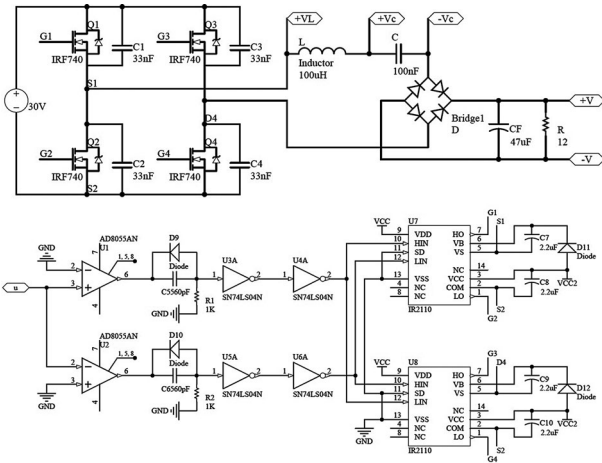 +VL
+Vc
-Vc
Q1
G1
C1
33nF
IRF740
Q3
G3
C3
33nF
IRF740
L
Inductor
100uH
C
100nF
S1
30V
D4
Bridge1
D
+V
CF
47uF
R
12
-V
Q2
G2
C2
33nF
IRF740
S2
Q4
G4
C4
33nF
IRF740
AD8055AN
U1
GND
7
1, 5, 8
2
3
6
4
D9
Diode
C5560pF
R1
1K
GND
U3A
1
2
SN74LS04N
U4A
1
2
SN74LS04N
u
AD8055AN
U2
7
1, 5, 8
2
3
6
4
GND
D10
Diode
C6560pF
R2
1K
GND
U5A
1
2
SN74LS04N
U6A
1
2
SN74LS04N
VCC
U7
9 VDD HO 7
10 HIN VB 6
11 SD VS 5
12 LIN
NC 14
13 VSS VCC 3
4 NC COM 2
8 NC LO 1
IR2110
G1
S1
C7
2.2uF
D11
Diode
C8
2.2uF
VCC2
S2
G2
VCC
U8
9 VDD HO 7
10 HIN VB 6
11 SD VS 5
12 LIN
NC 14
13 VSS VCC 3
4 NC COM 2
8 NC LO 1
IR2110
GND
G3
D4
C9
2.2uF
D12
Diode
C10
2.2uF
VCC2
S2
G4